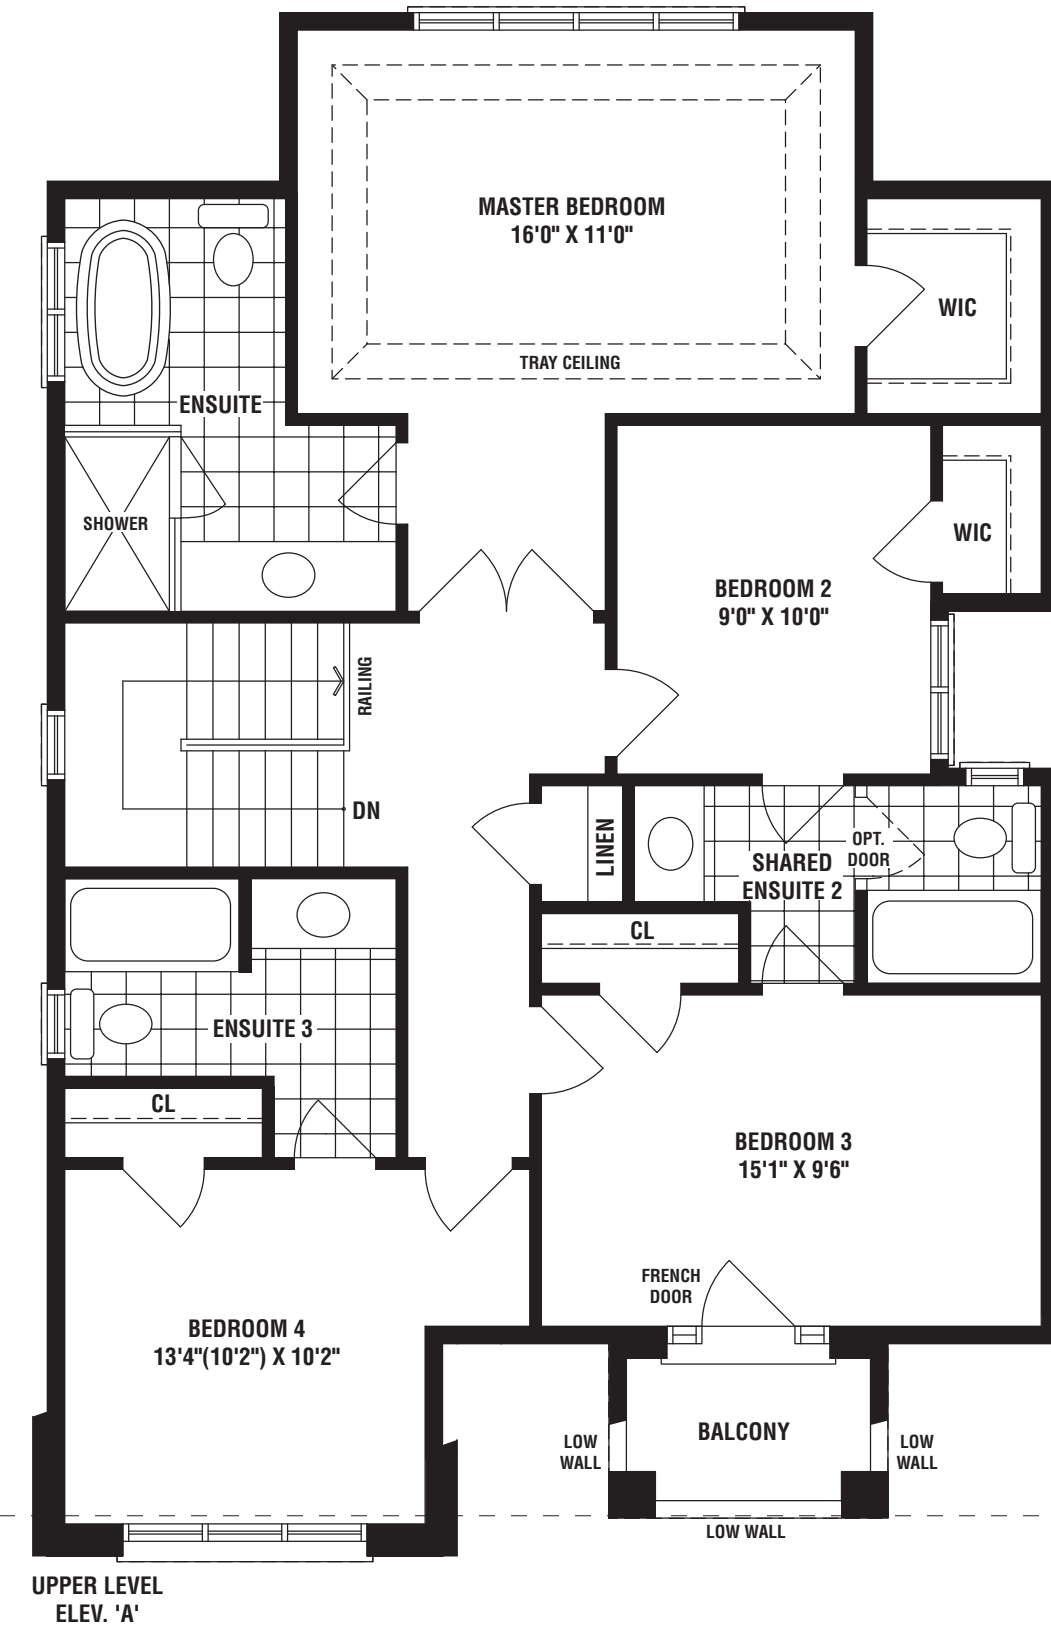 MASTER BEDROOM
16'0" X 11'0"
WIC
TRAY CEILING
ENSUITE
SHOWER
WIC
BEDROOM 2
9'0" X 10'0"
RAILING
DN
LINEN
OPT.
DOOR
SHARED
ENSUITE 2
CL
ENSUITE 3
CL
BEDROOM 3
15'1" X 9'6"
FRENCH
DOOR
BEDROOM 4
13'4"(10'2") X 10'2"
BALCONY
LOW
WALL
LOW
WALL
LOW WALL
UPPER LEVEL
ELEV. 'A'